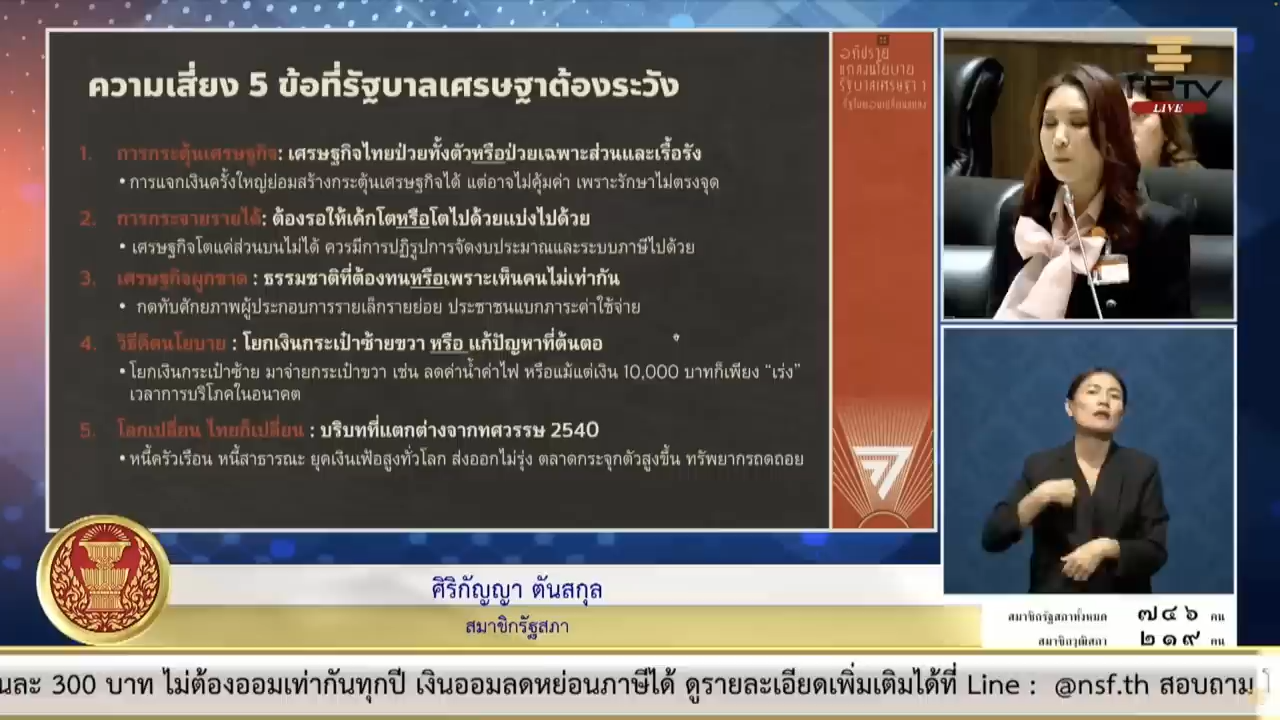 ความเสี่ยง 5 ข้อที่รัฐบาลเศรษฐาต้องระวัง
1. การกระตุ้นเศรษฐกิจ: เศรษฐกิจไทยป่วยทั้งตัวหรือป่วยเฉพาะส่วนและเรื้อรัง
• การแจกเงินครั้งใหญ่ย่อมสร้างกระตุ้นเศรษฐกิจได้ แต่อาจไม่คุ้มค่า เพราะรักษาไม่ตรงจุด
2. การกระจายรายได้: ต้องรอให้เค้กโตหรือโตไปด้วยแบ่งไปด้วย
• เศรษฐกิจโตแค่ส่วนบนไม่ได้ ควรมีการปฏิรูปการจัดงบประมาณและระบบภาษีไปด้วย
3. เศรษฐกิจผูกขาด : ธรรมชาติที่ต้องทนหรือเพราะเห็นคนไม่เท่ากัน
• กดทับศักยภาพผู้ประกอบการรายเล็กรายย่อย ประชาชนแบกภาระค่าใช้จ่าย
4. วิธีคิดนโยบาย : โยกเงินกระเป๋าซ้ายขวา หรือ แก้ปัญหาที่ต้นตอ
• โยกเงินกระเป๋าซ้าย มาจ่ายกระเป๋าขวา เช่น ลดค่าน้ำค่าไฟ หรือแม้แต่เงิน 10,000 บาทก็เพียง “เร่ง”
เวลาการบริโภคในอนาคต
5. โลกเปลี่ยน ไทยก็เปลี่ยน : บริบทที่แตกต่างจากทศวรรษ 2540
• หนี้ครัวเรือน หนี้สาธารณะ ยุคเงินเฟ้อสูงทั่วโลก ส่งออกไม่รุ่ง ตลาดกระจุกตัวสูงขึ้น ทรัพยากรถดถอย
อภิปราย
แถลงนโยบาย
รัฐบาลเศรษฐา 1
TPTV
LIVE
ศิริกัญญา ตันสกุล
สมาชิกรัฐสภา
สมาชิกรัฐสภาทั้งหมด ๗๔๖ คน
สมาชิกวุฒิสภา ๒๑๙ คน
นละ 300 บาท ไม่ต้องออมเท่ากันทุกปี เงินออมลดหย่อนภาษีได้ ดูรายละเอียดเพิ่มเติมได้ที่ Line : @nsf.th สอบถาม